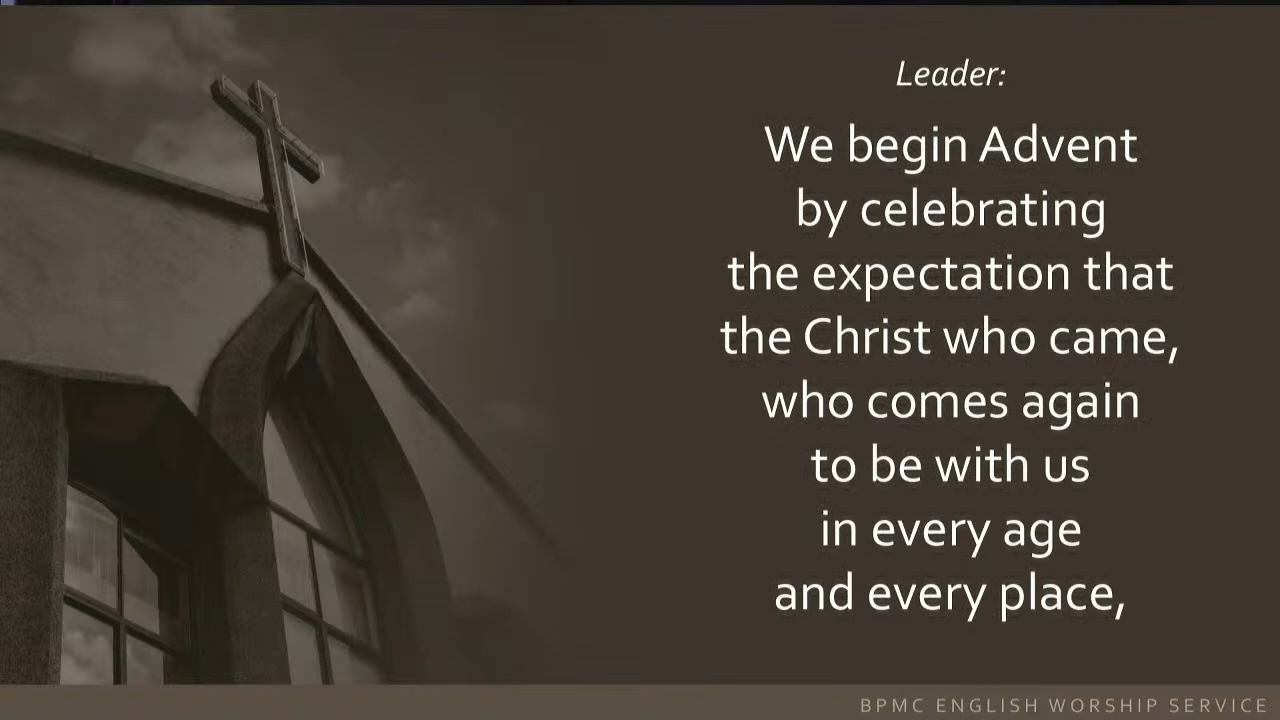 Leader:
We begin Advent
by celebrating
the expectation that
the Christ who came,
who comes again
to be with us
in every age
and every place,
BPMC ENGLISH WORSHIP SERVICE